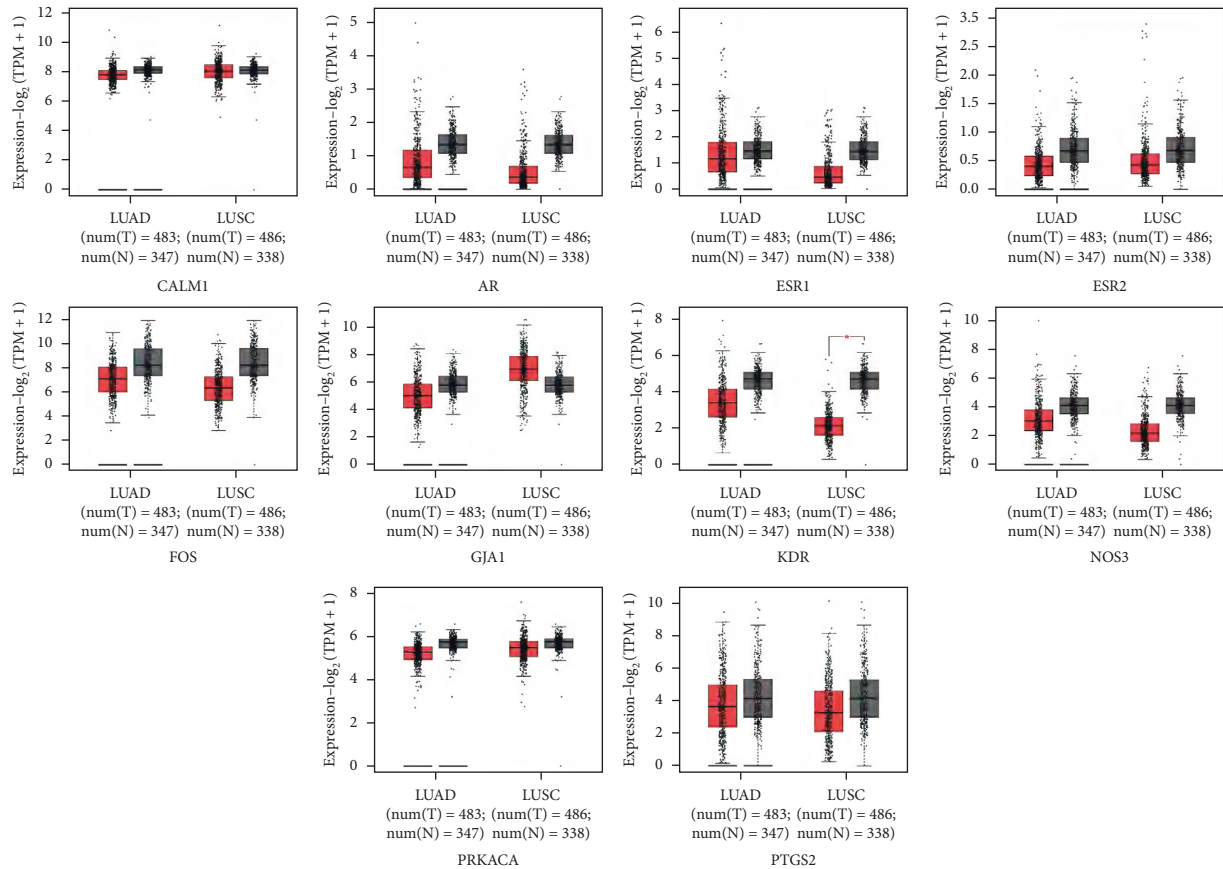 Expression–log₂ (TPM + 1)
12
10
8
6
4
2
0
LUAD
(num(T) = 483;
num(N) = 347)
LUSC
(num(T) = 486;
num(N) = 338)
CALM1
Expression–log₂ (TPM + 1)
5
4
3
2
1
0
LUAD
(num(T) = 483;
num(N) = 347)
LUSC
(num(T) = 486;
num(N) = 338)
AR
Expression–log₂ (TPM + 1)
6
5
4
3
2
1
0
LUAD
(num(T) = 483;
num(N) = 347)
LUSC
(num(T) = 486;
num(N) = 338)
ESR1
Expression–log₂ (TPM + 1)
3.5
3.0
2.5
2.0
1.5
1.0
0.5
0.0
LUAD
(num(T) = 483;
num(N) = 347)
LUSC
(num(T) = 486;
num(N) = 338)
ESR2
Expression–log₂ (TPM + 1)
12
10
8
6
4
2
0
LUAD
(num(T) = 483;
num(N) = 347)
LUSC
(num(T) = 486;
num(N) = 338)
FOS
Expression–log₂ (TPM + 1)
10
8
6
4
2
0
LUAD
(num(T) = 483;
num(N) = 347)
LUSC
(num(T) = 486;
num(N) = 338)
GJA1
Expression–log₂ (TPM + 1)
8
6
4
2
0
*
LUAD
(num(T) = 483;
num(N) = 347)
LUSC
(num(T) = 486;
num(N) = 338)
KDR
Expression–log₂ (TPM + 1)
10
8
6
4
2
0
LUAD
(num(T) = 483;
num(N) = 347)
LUSC
(num(T) = 486;
num(N) = 338)
NOS3
Expression–log₂ (TPM + 1)
8
6
4
2
0
LUAD
(num(T) = 483;
num(N) = 347)
LUSC
(num(T) = 486;
num(N) = 338)
PRKACA
Expression–log₂ (TPM + 1)
10
8
6
4
2
0
LUAD
(num(T) = 483;
num(N) = 347)
LUSC
(num(T) = 486;
num(N) = 338)
PTGS2